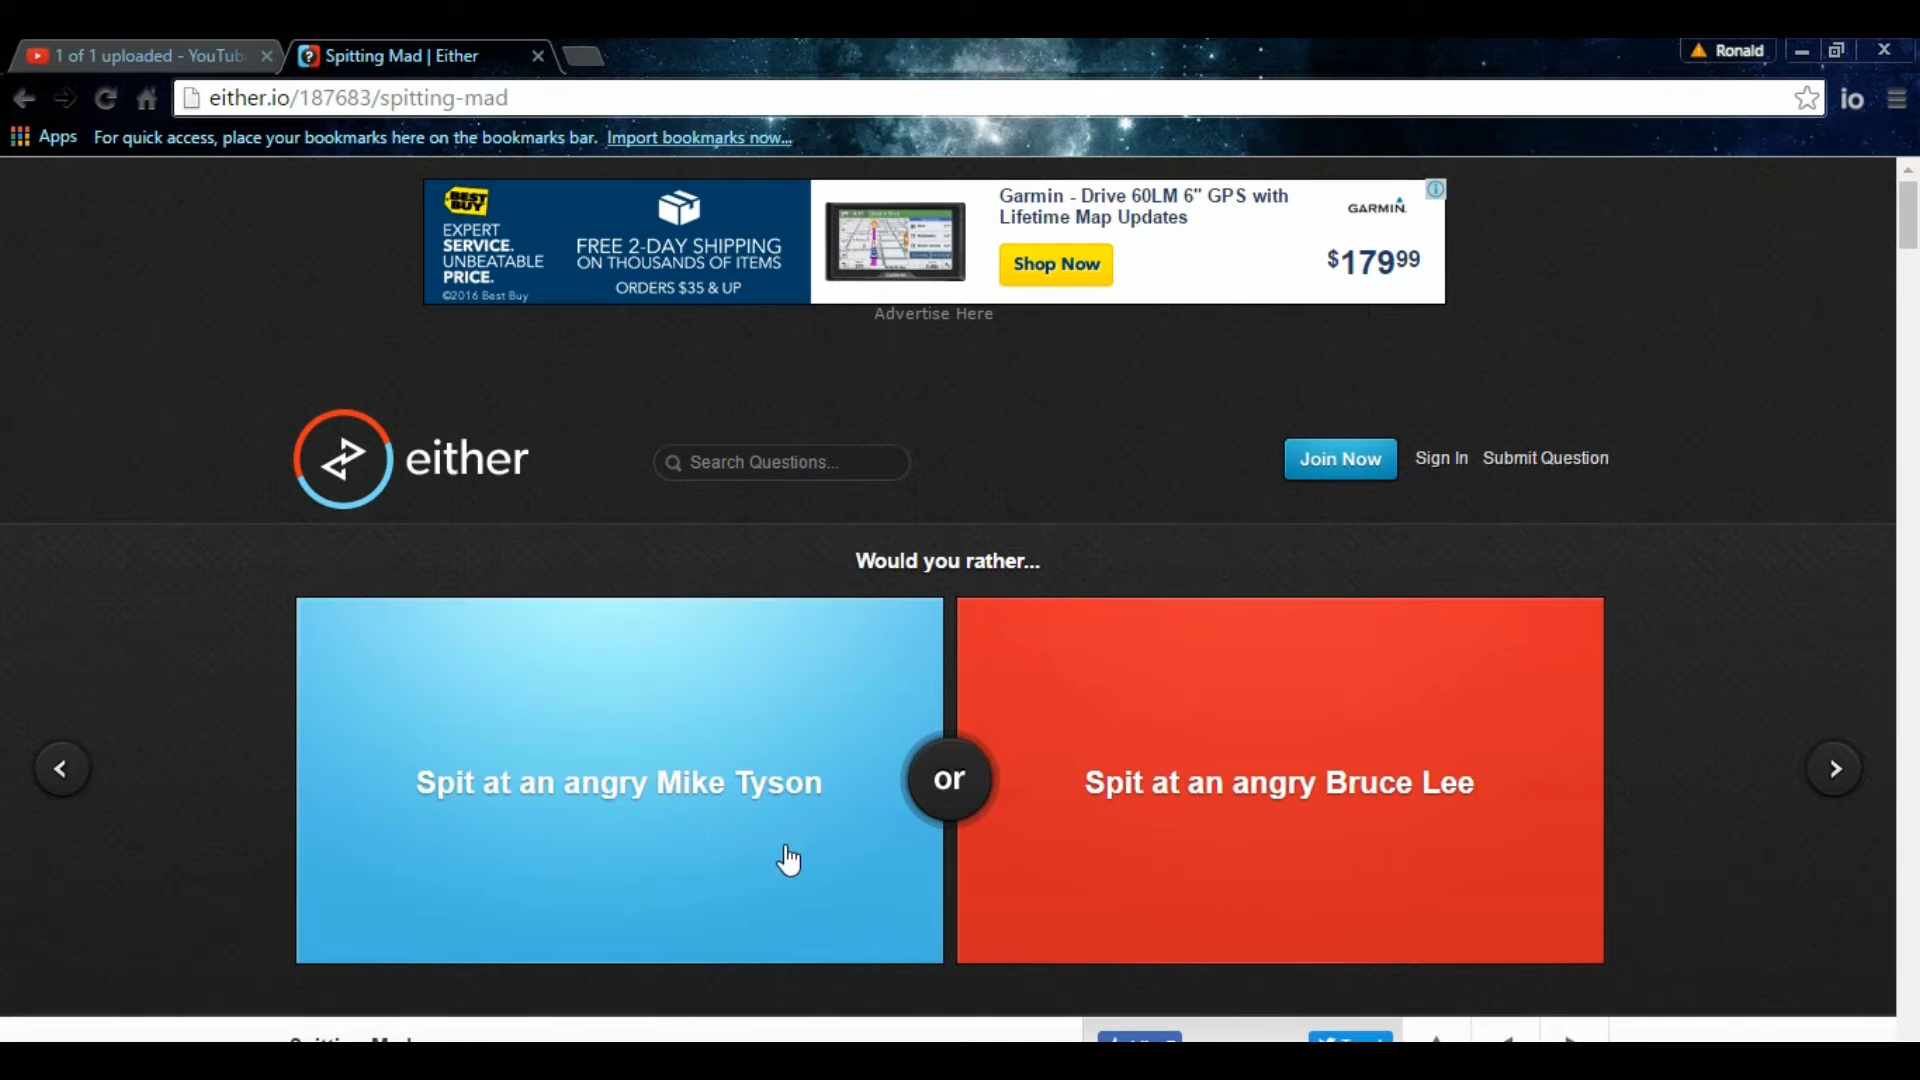 1 of 1 uploaded - YouTub
Spitting Mad | Either
Ronald
either.io/187683/spitting-mad
io
Apps
For quick access, place your bookmarks here on the bookmarks bar. Import bookmarks now...
BEST BUY
EXPERT
SERVICE.
UNBEATABLE
PRICE.
©2016 Best Buy
FREE 2-DAY SHIPPING
ON THOUSANDS OF ITEMS
ORDERS $35 & UP
Garmin - Drive 60LM 6" GPS with
Lifetime Map Updates
Shop Now
GARMIN.
$17999
Advertise Here
either
Search Questions...
Join Now
Sign In
Submit Question
Would you rather...
Spit at an angry Mike Tyson
or
Spit at an angry Bruce Lee